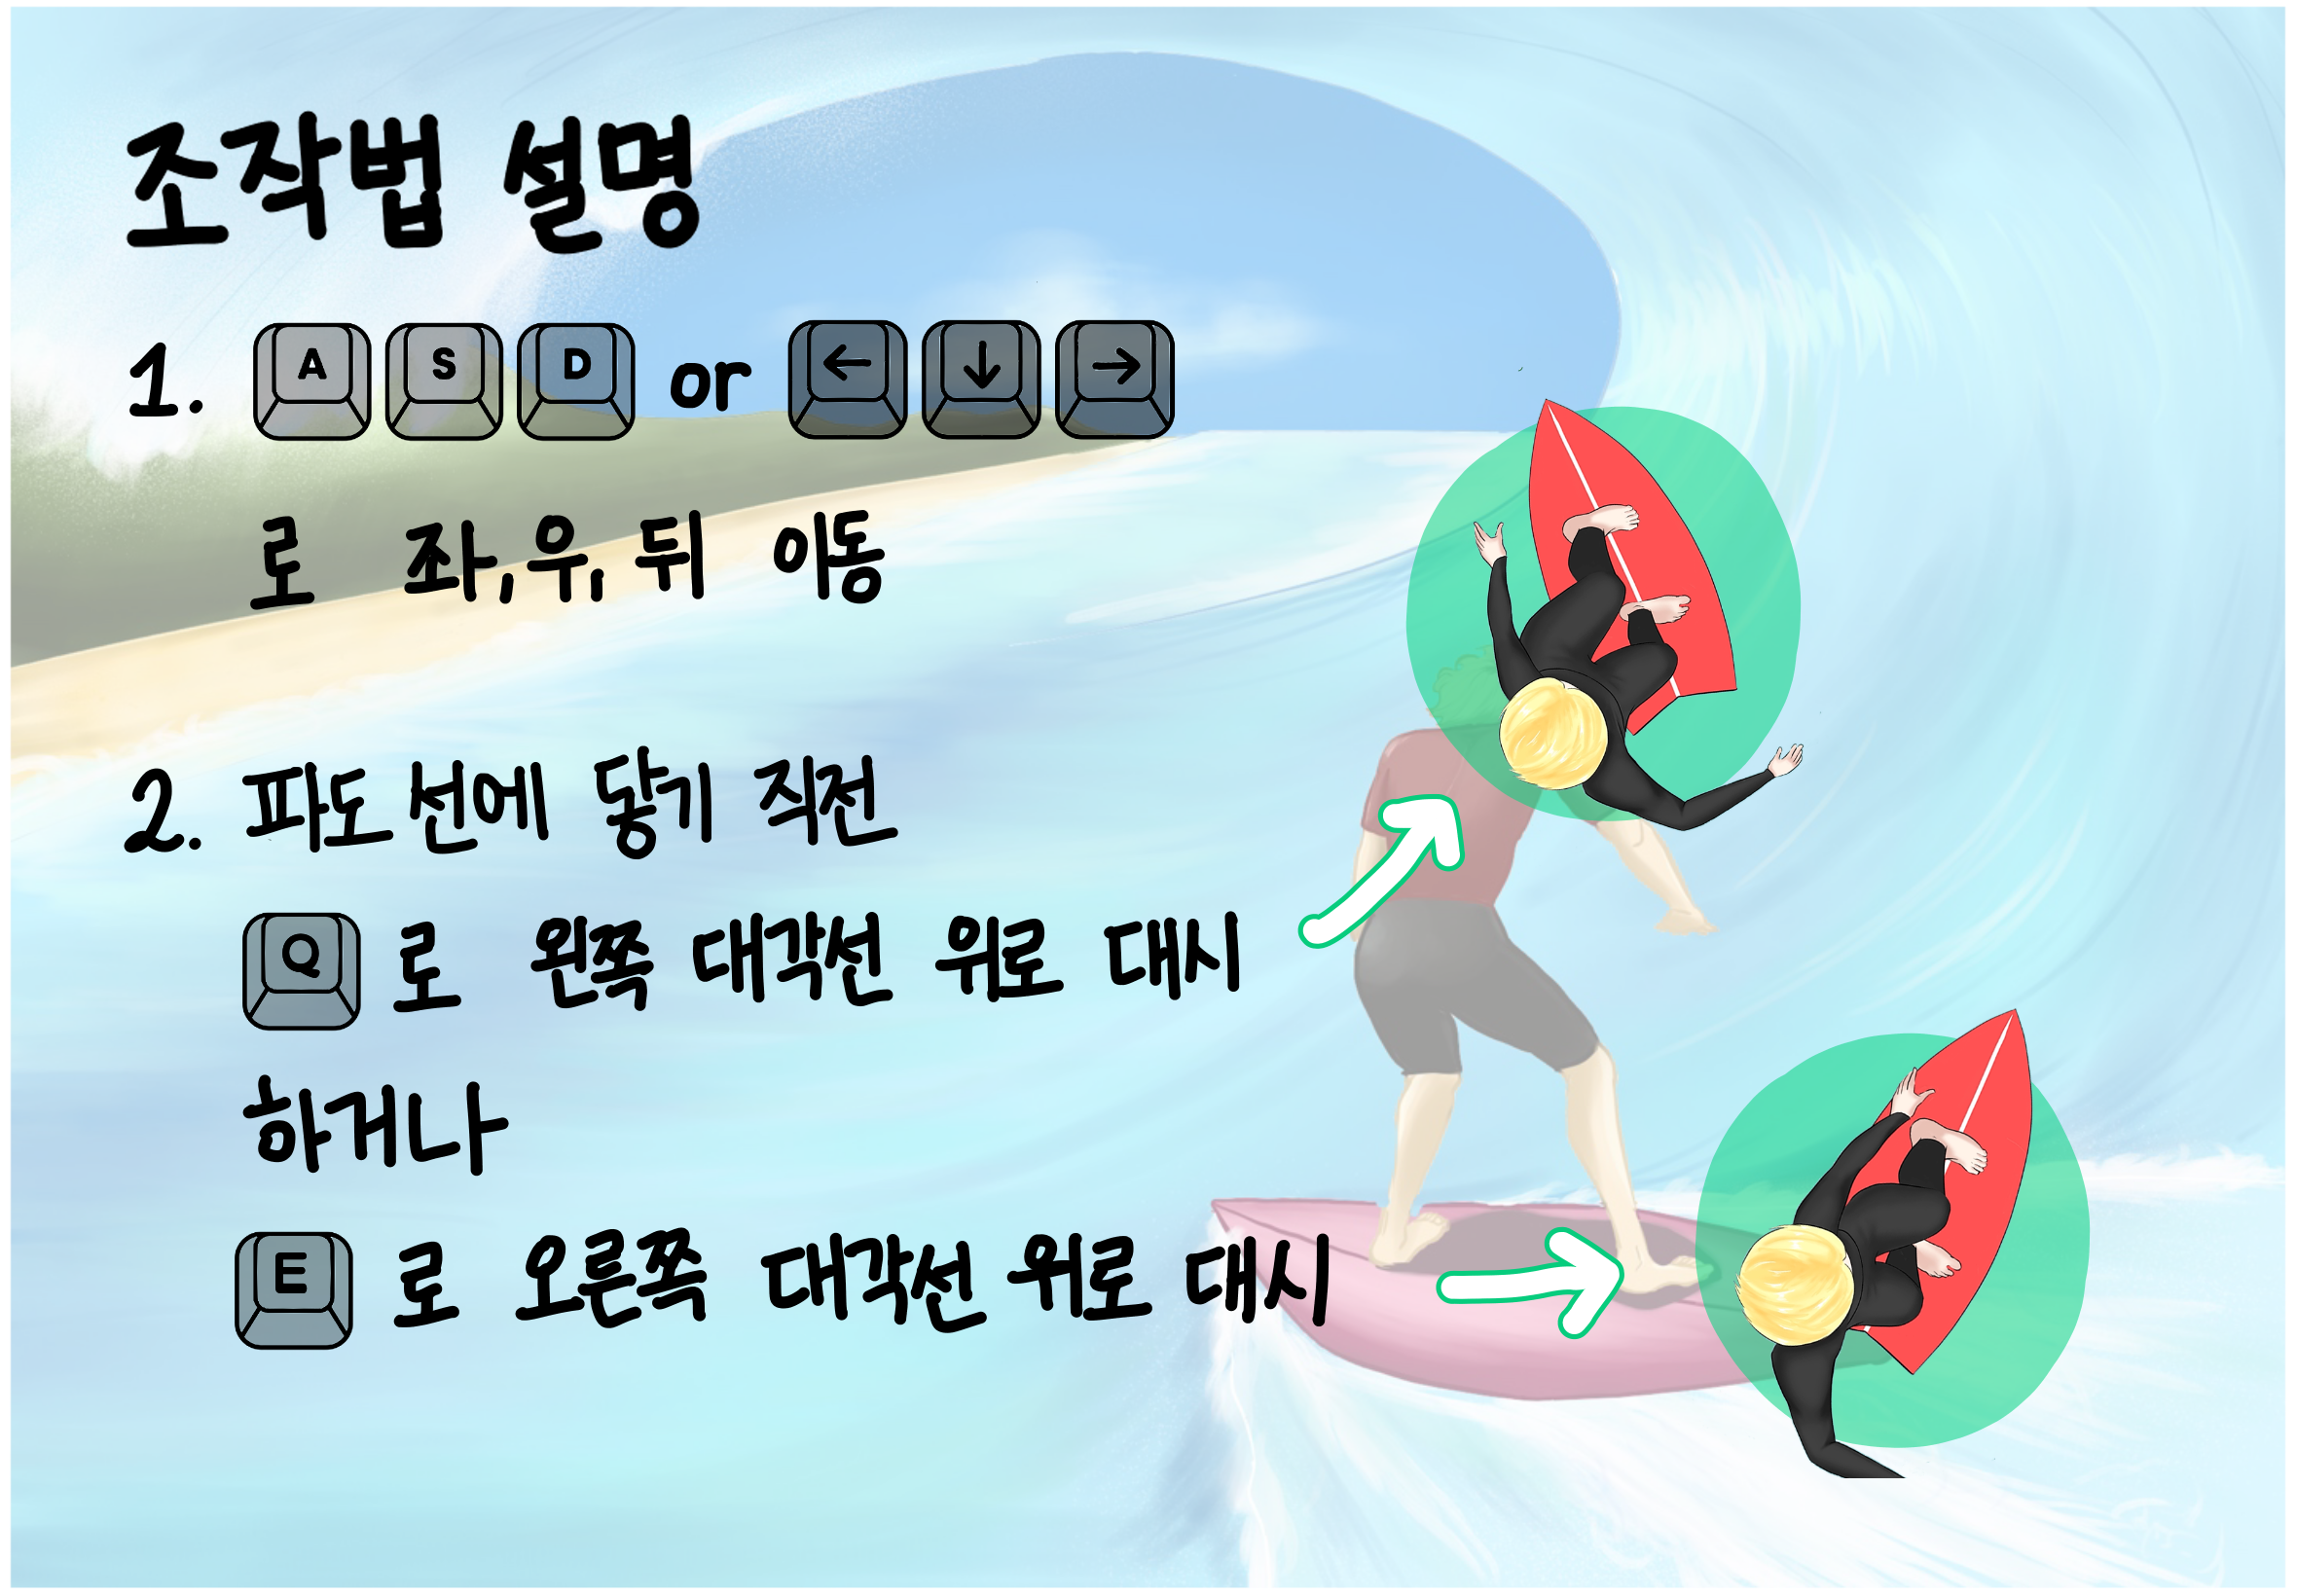 조작법 설명
1. A S D or ← ↓ →
로 좌,우,뒤 이동
2. 파도 선에 닿기 직전
Q 로 왼쪽 대각선 위로 대시
하거나
E 로 오른쪽 대각선 위로 대시